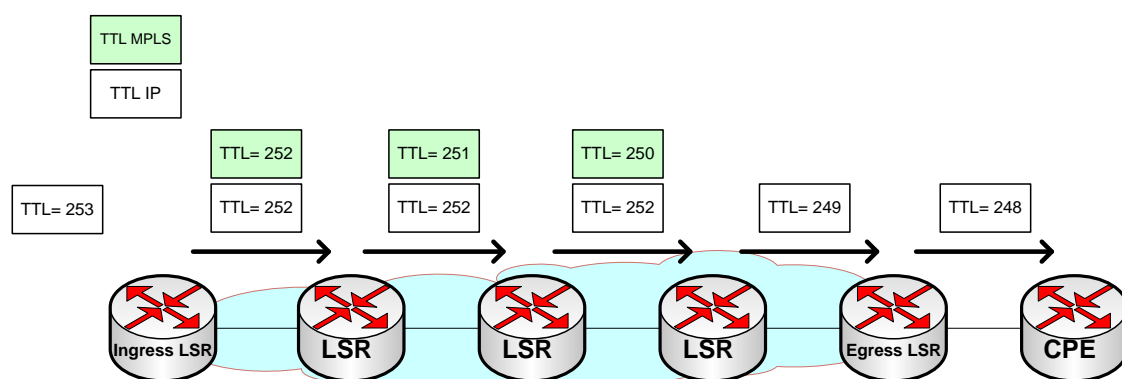 TTL MPLS
TTL IP
TTL= 252
TTL= 251
TTL= 250
TTL= 253
TTL= 252
TTL= 252
TTL= 252
TTL= 249
TTL= 248
Ingress LSR
LSR
LSR
LSR
Egress LSR
CPE